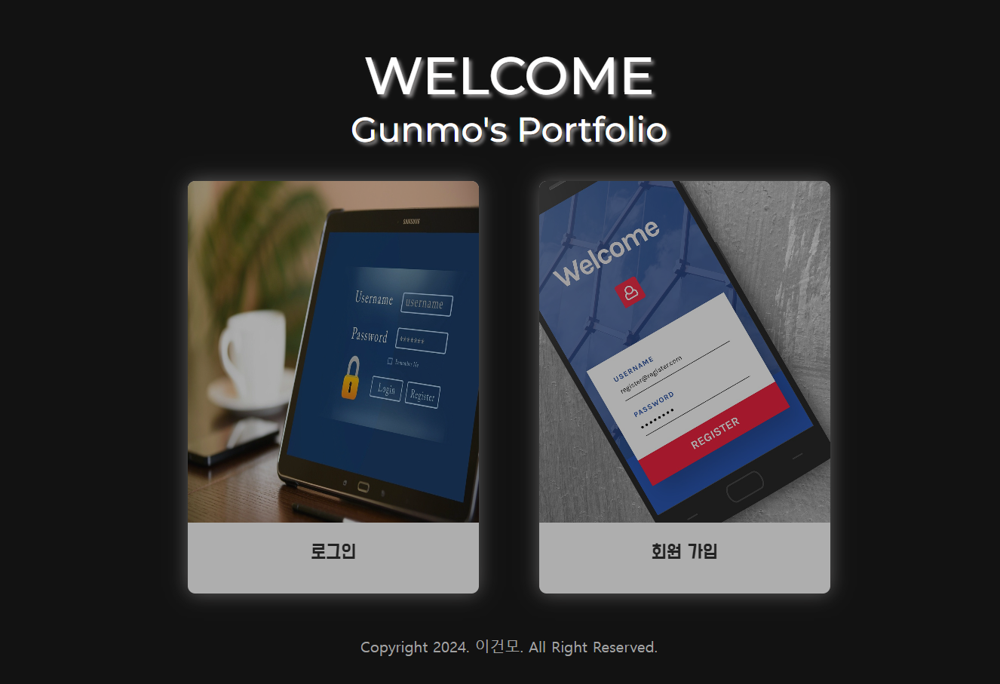 WELCOME
Gunmo's Portfolio
SAMSUNG
Username username
Password *******
Remember Me
Login Register
Welcome
USERNAME
register@register.com
PASSWORD
••••••••
REGISTER
로그인
회원 가입
Copyright 2024. 이건모. All Right Reserved.